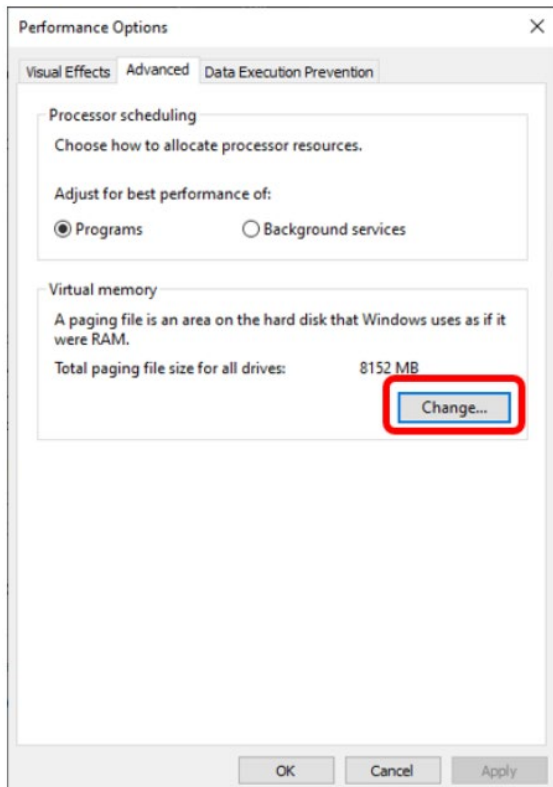 Performance Options
Visual Effects
Advanced
Data Execution Prevention
Processor scheduling
Choose how to allocate processor resources.
Adjust for best performance of:
Programs
Background services
Virtual memory
A paging file is an area on the hard disk that Windows uses as if it
were RAM.
Total paging file size for all drives: 8152 MB
Change...
OK
Cancel
Apply